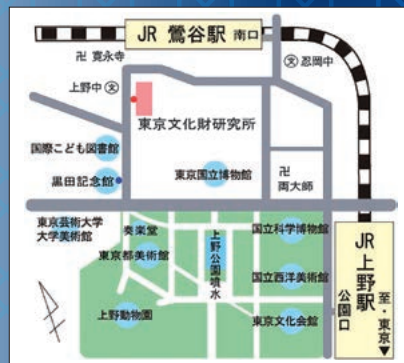 JR 鶯谷駅 南口
卍 寛永寺
文 忍岡中
上野中 文
東京文化財研究所
国際こども図書館
黒田記念館
東京国立博物館
卍
両大師
東京芸術大学
大学美術館
奏楽堂
東京都美術館
上野公園噴水
国立科学博物館
国立西洋美術館
上野動物園
東京文化会館
JR 上野駅
公園口
至・東京▼